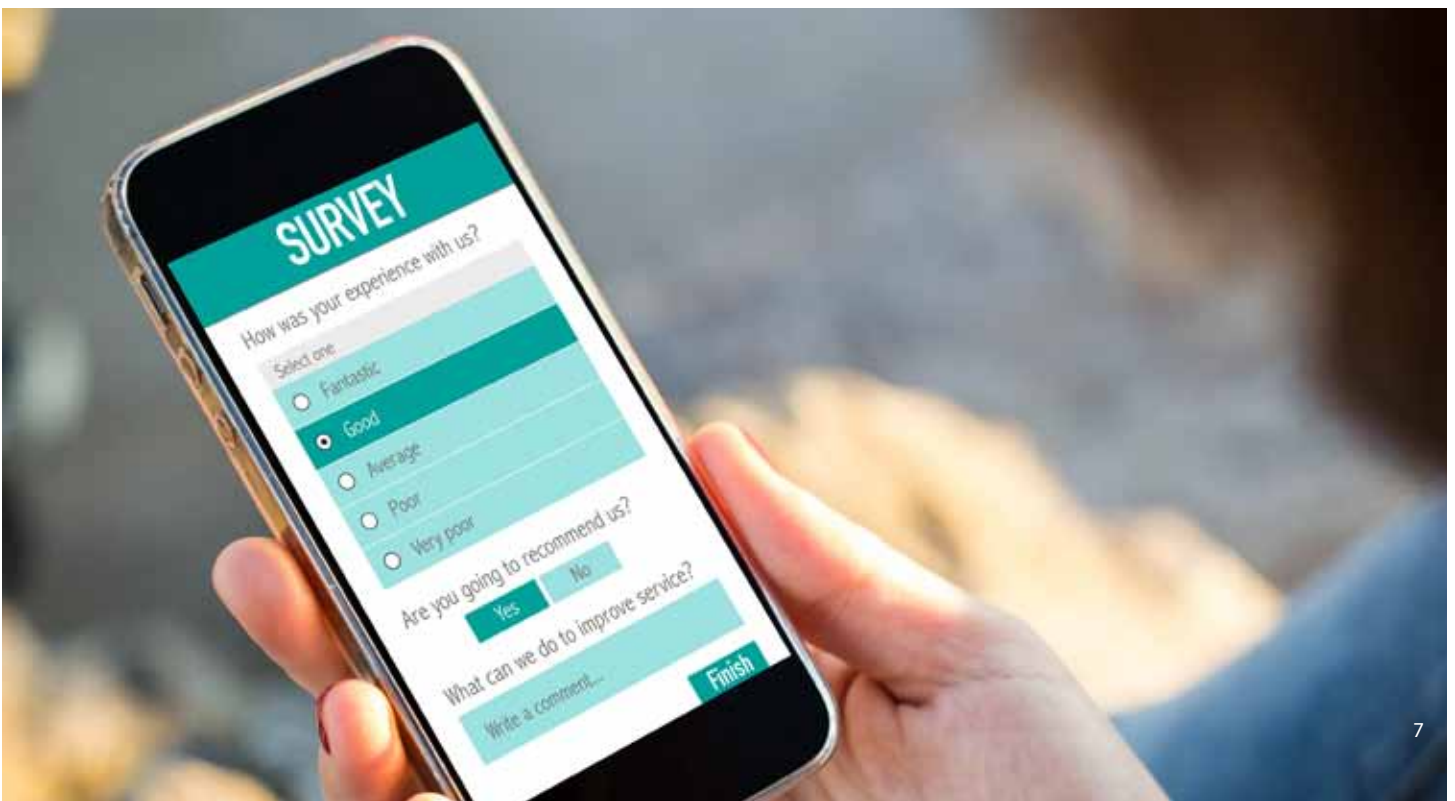 SURVEY
How was your experience with us?
Select one
Fantastic
Good
Average
Poor
Very poor
Are you going to recommend us?
Yes No
What can we do to improve service?
Write a comment...
Finish
7